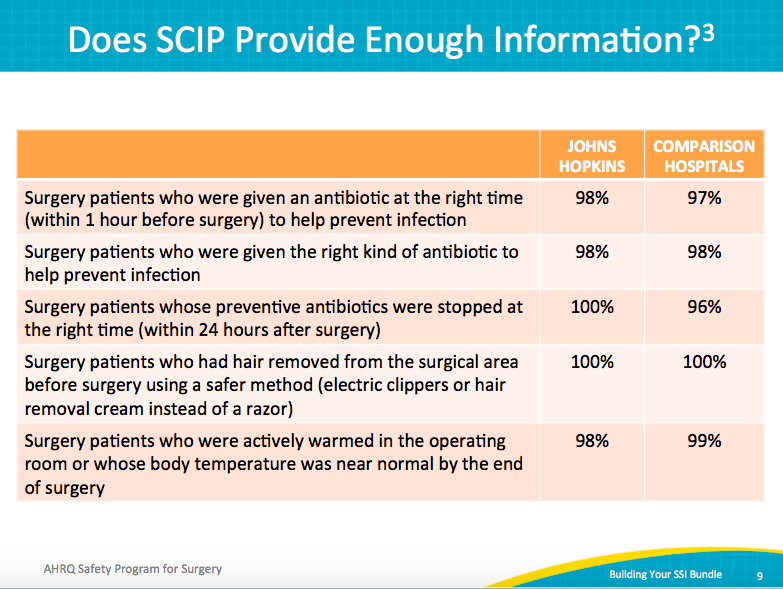 Does SCIP Provide Enough Information?³
JOHNS
HOPKINS
COMPARISON
HOSPITALS
Surgery patients who were given an antibiotic at the right time
(within 1 hour before surgery) to help prevent infection
98%
97%
Surgery patients who were given the right kind of antibiotic to
help prevent infection
98%
98%
Surgery patients whose preventive antibiotics were stopped at
the right time (within 24 hours after surgery)
100%
96%
Surgery patients who had hair removed from the surgical area
before surgery using a safer method (electric clippers or hair
removal cream instead of a razor)
100%
100%
Surgery patients who were actively warmed in the operating
room or whose body temperature was near normal by the end
of surgery
98%
99%
AHRQ Safety Program for Surgery
Building Your SSI Bundle
9